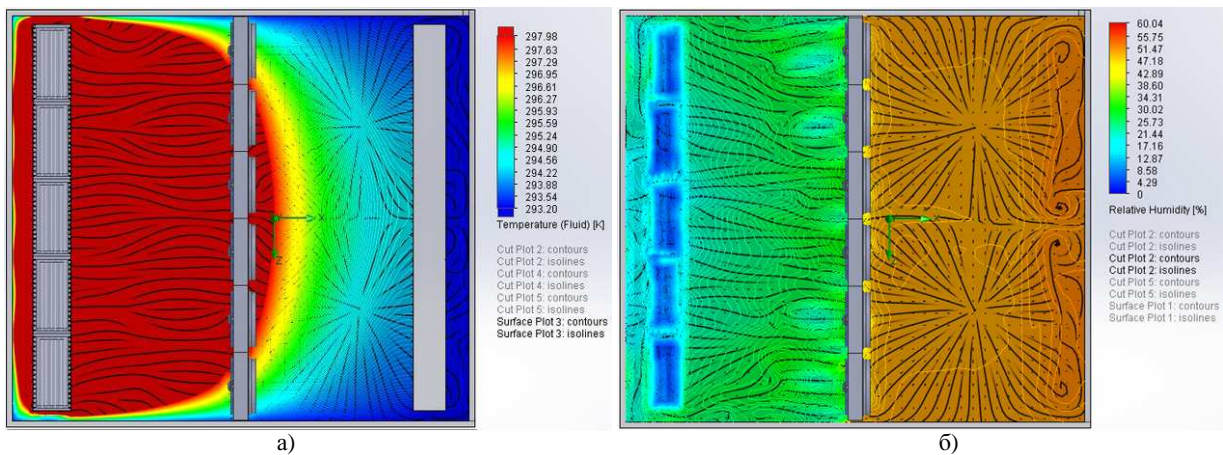 297.98
297.63
297.29
296.95
296.61
296.27
295.93
295.59
295.24
294.90
294.56
294.22
293.88
293.54
293.20
Temperature (Fluid) [K]
Cut Plot 2: contours
Cut Plot 2: isolines
Cut Plot 4: contours
Cut Plot 4: isolines
Cut Plot 5: contours
Cut Plot 5: isolines
Surface Plot 3: contours
Surface Plot 3: isolines
X
Z
а)
60.04
55.75
51.47
47.18
42.89
38.60
34.31
30.02
25.73
21.44
17.16
12.87
8.58
4.29
0
Relative Humidity [%]
Cut Plot 2: contours
Cut Plot 2: isolines
Cut Plot 2: contours
Cut Plot 2: isolines
Cut Plot 5: contours
Cut Plot 5: isolines
Surface Plot 1: contours
Surface Plot 1: isolines
б)